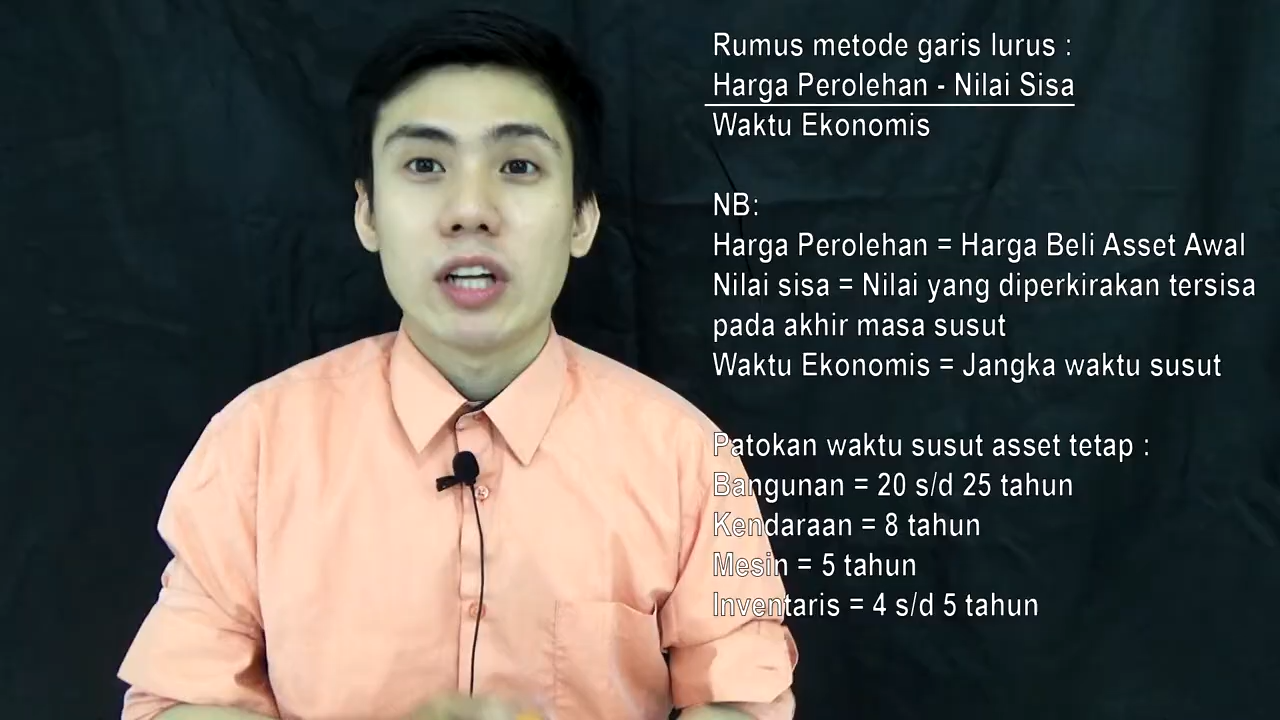 Rumus metode garis lurus :
Harga Perolehan - Nilai Sisa
Waktu Ekonomis
NB:
Harga Perolehan = Harga Beli Asset Awal
Nilai sisa = Nilai yang diperkirakan tersisa
pada akhir masa susut
Waktu Ekonomis = Jangka waktu susut
Patokan waktu susut asset tetap :
Bangunan = 20 s/d 25 tahun
Kendaraan = 8 tahun
Mesin = 5 tahun
Inventaris = 4 s/d 5 tahun